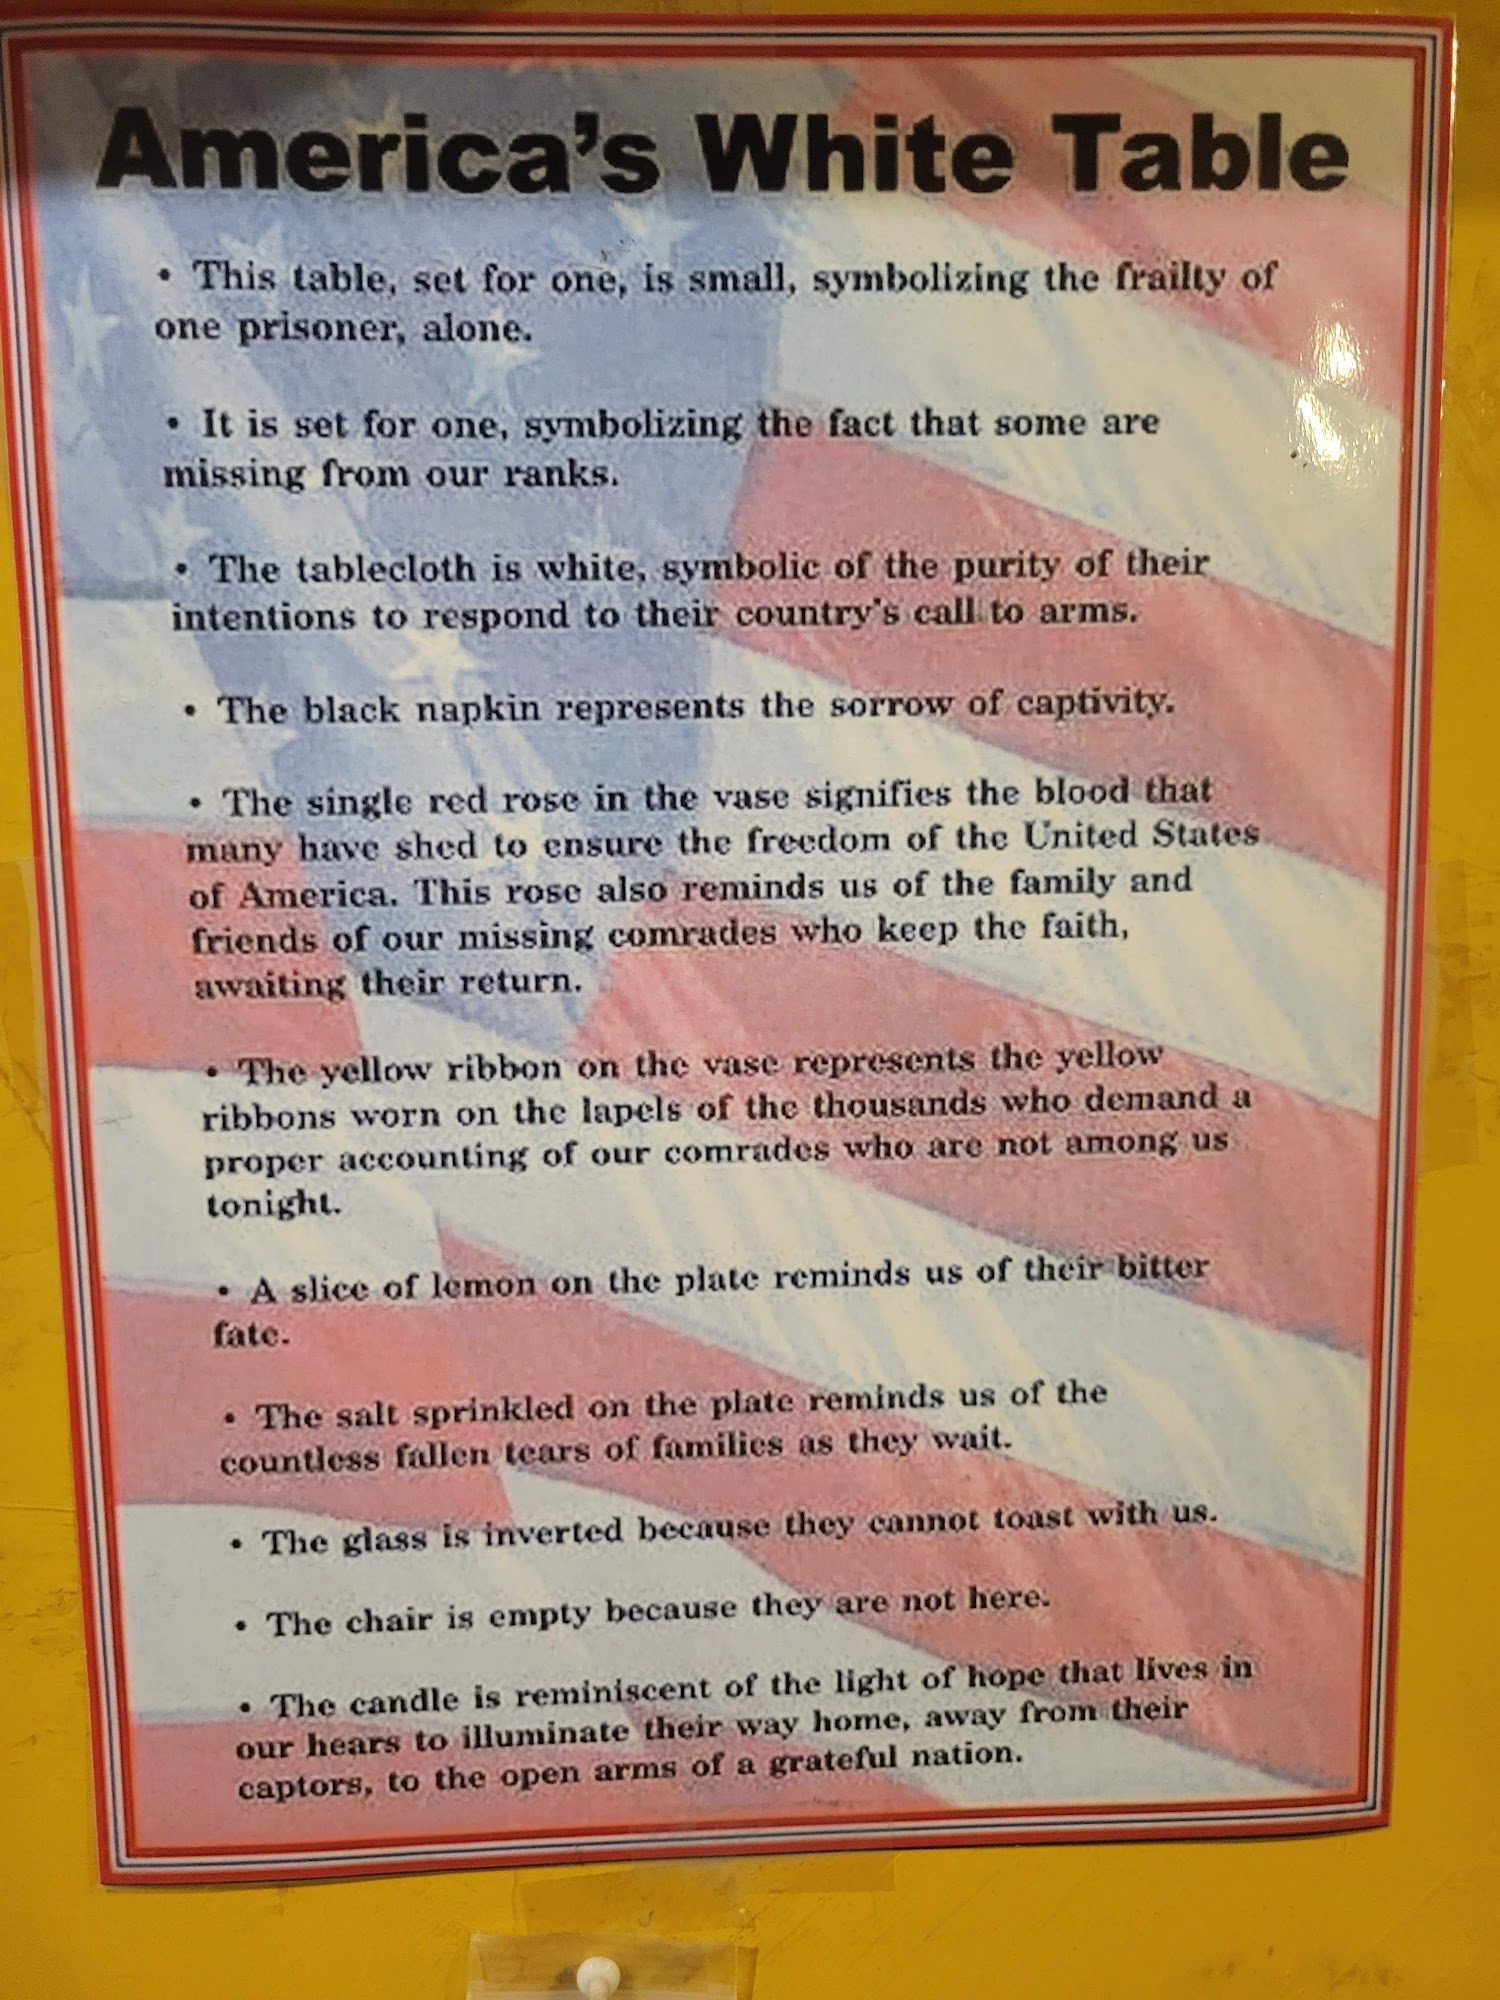 America's White Table
• This table, set for one, is small, symbolizing the frailty of
one prisoner, alone.
• It is set for one, symbolizing the fact that some are
missing from our ranks.
• The tablecloth is white, symbolic of the purity of their
intentions to respond to their country's call to arms.
• The black napkin represents the sorrow of captivity.
• The single red rose in the vase signifies the blood that
many have shed to ensure the freedom of the United States
of America. This rose also reminds us of the family and
friends of our missing comrades who keep the faith,
awaiting their return.
• The yellow ribbon on the vase represents the yellow
ribbons worn on the lapels of the thousands who demand a
proper accounting of our comrades who are not among us
tonight.
• A slice of lemon on the plate reminds us of their bitter
fate.
• The salt sprinkled on the plate reminds us of the
countless fallen tears of families as they wait.
• The glass is inverted because they cannot toast with us.
• The chair is empty because they are not here.
• The candle is reminiscent of the light of hope that lives in
our hears to illuminate their way home, away from their
captors, to the open arms of a grateful nation.